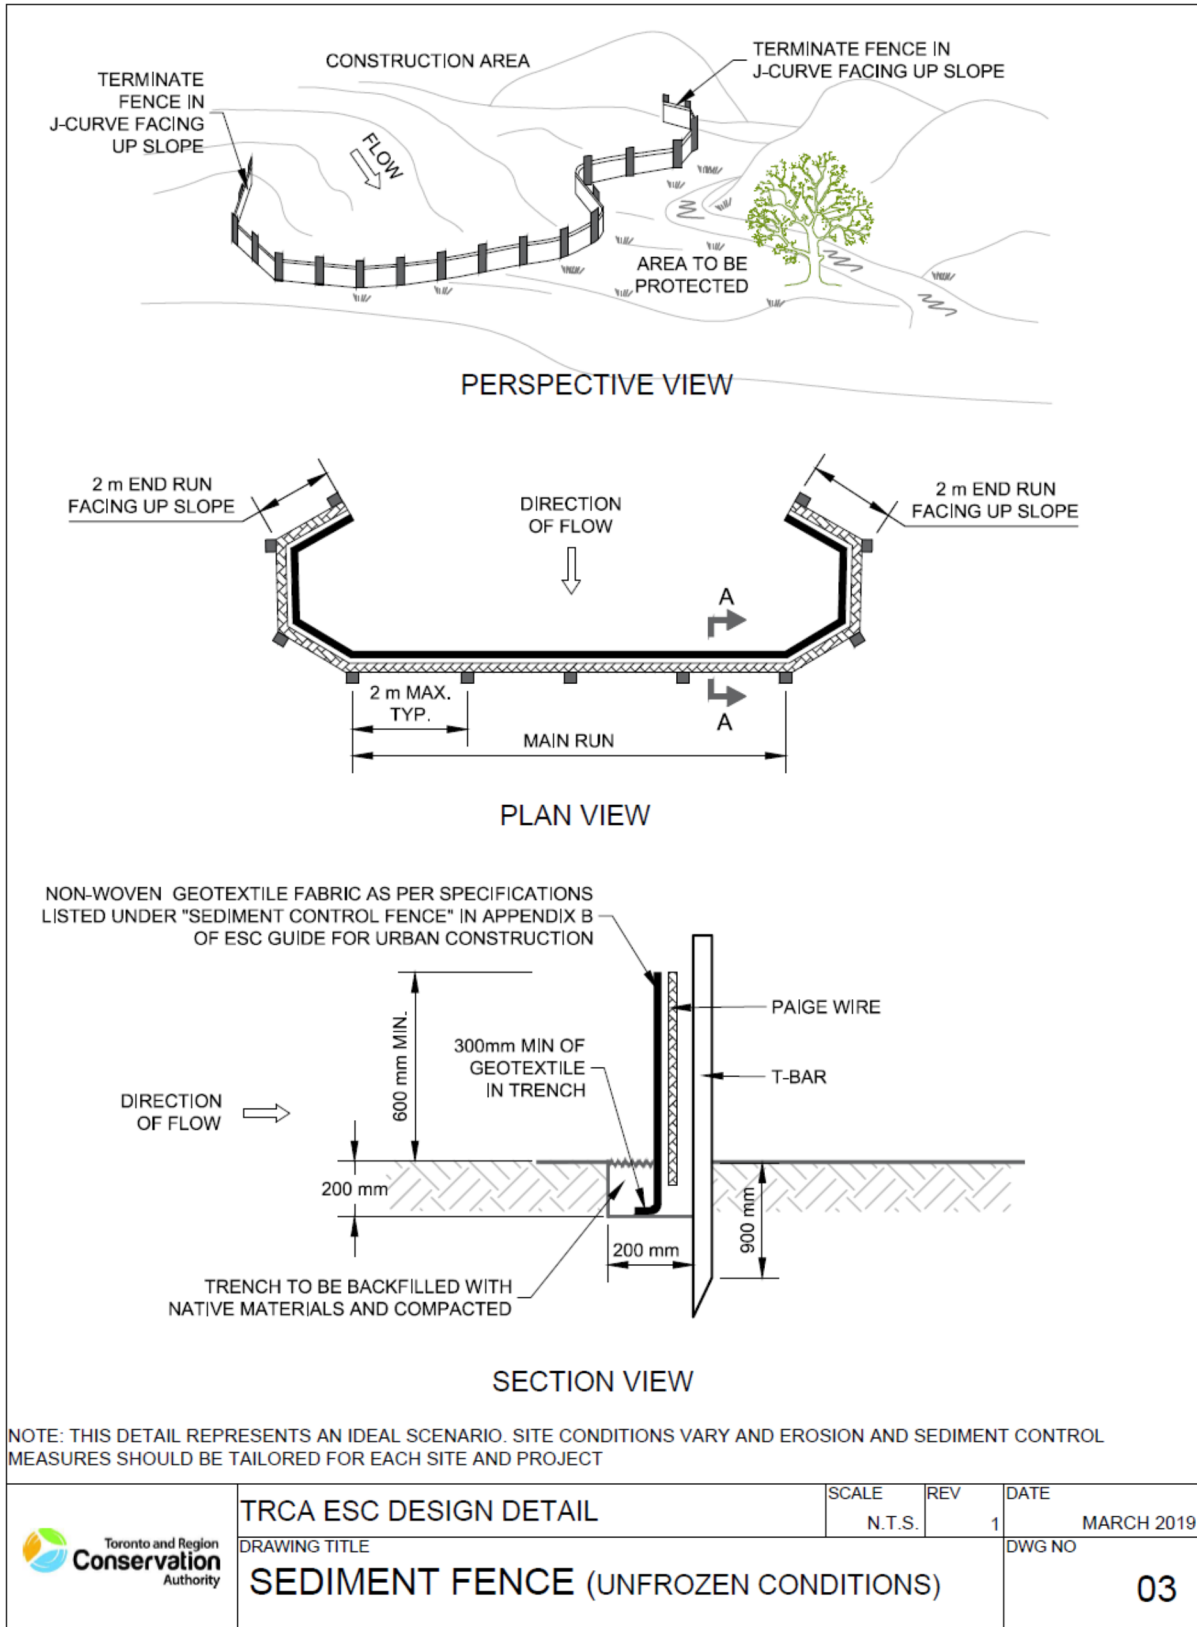 CONSTRUCTION AREA
TERMINATE FENCE IN
J-CURVE FACING UP SLOPE
TERMINATE
FENCE IN
J-CURVE FACING
UP SLOPE
FLOW
AREA TO BE
PROTECTED
PERSPECTIVE VIEW
2 m END RUN
FACING UP SLOPE
DIRECTION
OF FLOW
2 m END RUN
FACING UP SLOPE
A
2 m MAX.
TYP.
A
MAIN RUN
PLAN VIEW
NON-WOVEN GEOTEXTILE FABRIC AS PER SPECIFICATIONS
LISTED UNDER "SEDIMENT CONTROL FENCE" IN APPENDIX B
OF ESC GUIDE FOR URBAN CONSTRUCTION
600 mm MIN.
PAIGE WIRE
300mm MIN OF
GEOTEXTILE
IN TRENCH
T-BAR
DIRECTION
OF FLOW
200 mm
900 mm
200 mm
TRENCH TO BE BACKFILLED WITH
NATIVE MATERIALS AND COMPACTED
SECTION VIEW
NOTE: THIS DETAIL REPRESENTS AN IDEAL SCENARIO. SITE CONDITIONS VARY AND EROSION AND SEDIMENT CONTROL
MEASURES SHOULD BE TAILORED FOR EACH SITE AND PROJECT
Toronto and Region
Conservation
Authority
TRCA ESC DESIGN DETAIL
SCALE
N.T.S.
REV
1
DATE
MARCH 2019
DRAWING TITLE
SEDIMENT FENCE (UNFROZEN CONDITIONS)
DWG NO
03